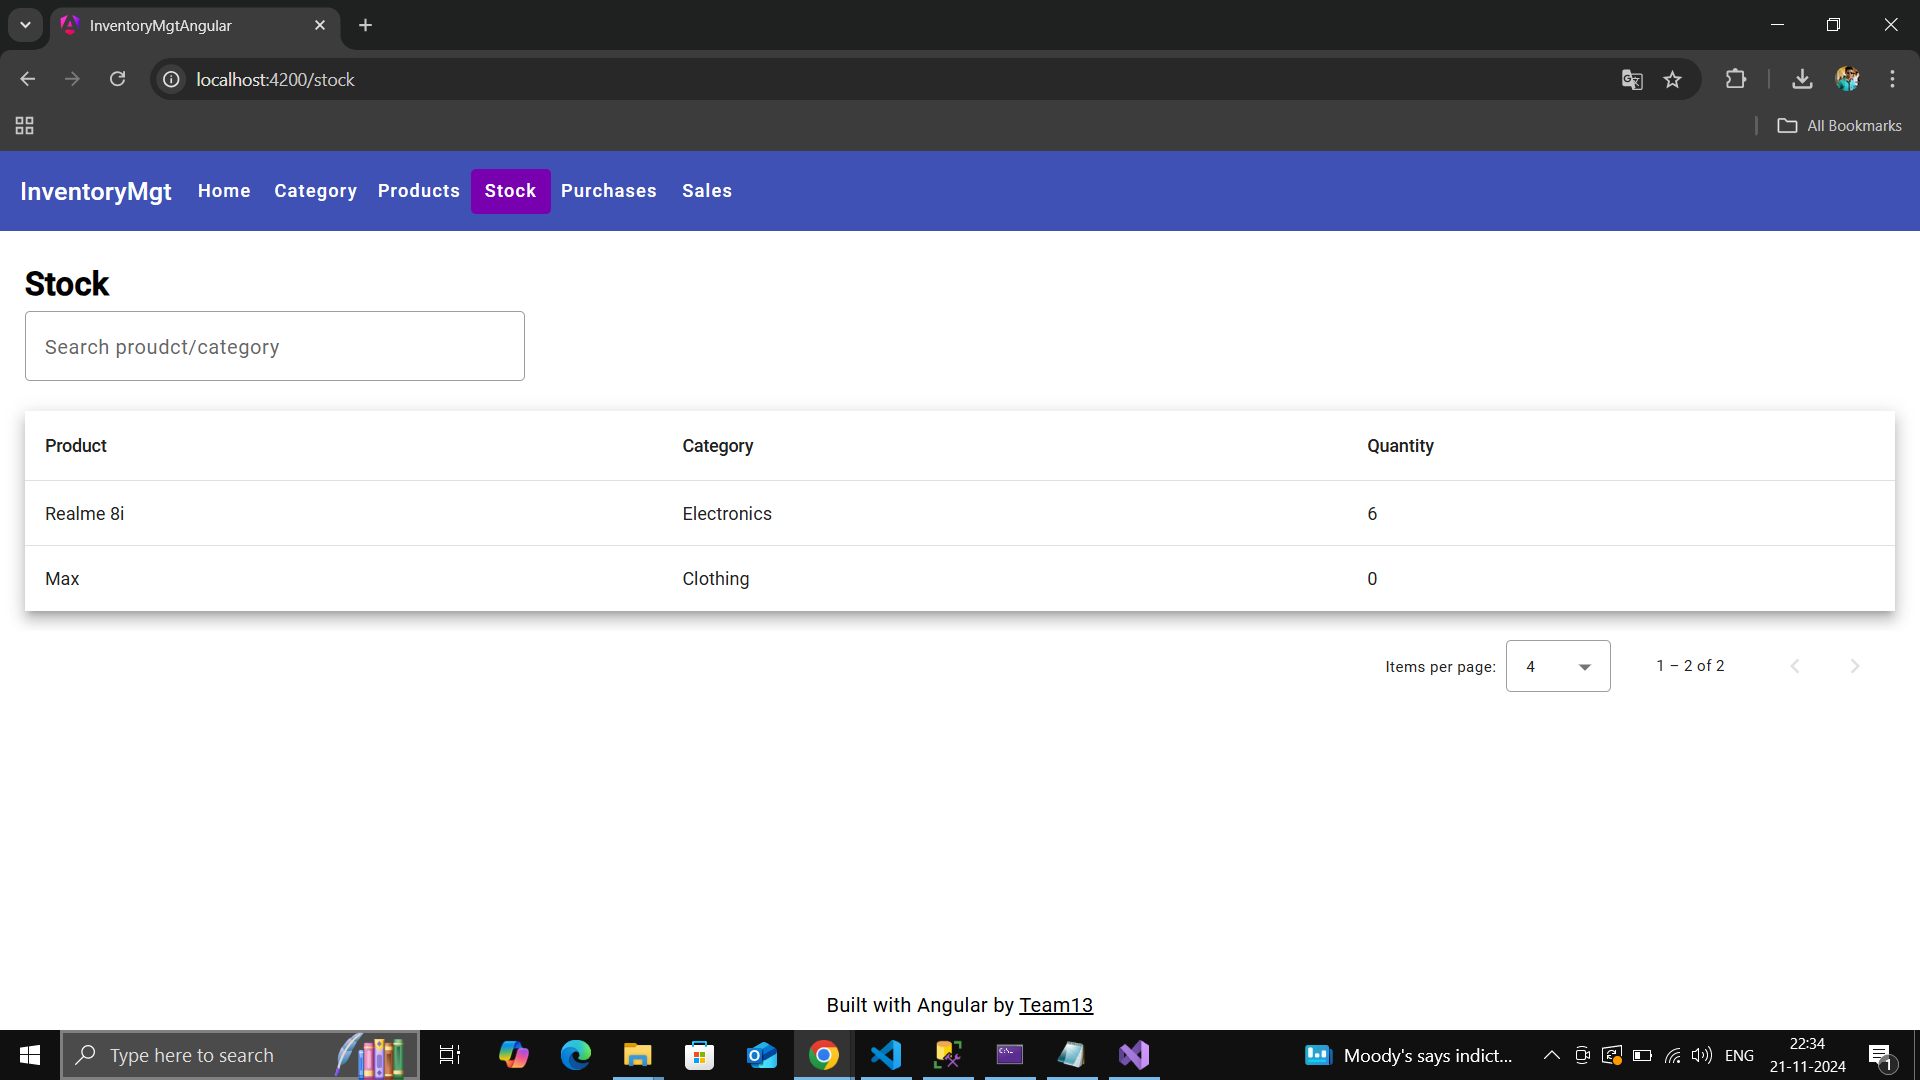 InventoryMgtAngular
localhost:4200/stock
All Bookmarks
InventoryMgt Home Category Products Stock Purchases Sales
Stock
Search proudct/category
Product Category Quantity
Realme 8i Electronics 6
Max Clothing 0
Items per page: 4 1 – 2 of 2
Built with Angular by Team13
Type here to search
Moody's says indict...
ENG
22:34
21-11-2024
1